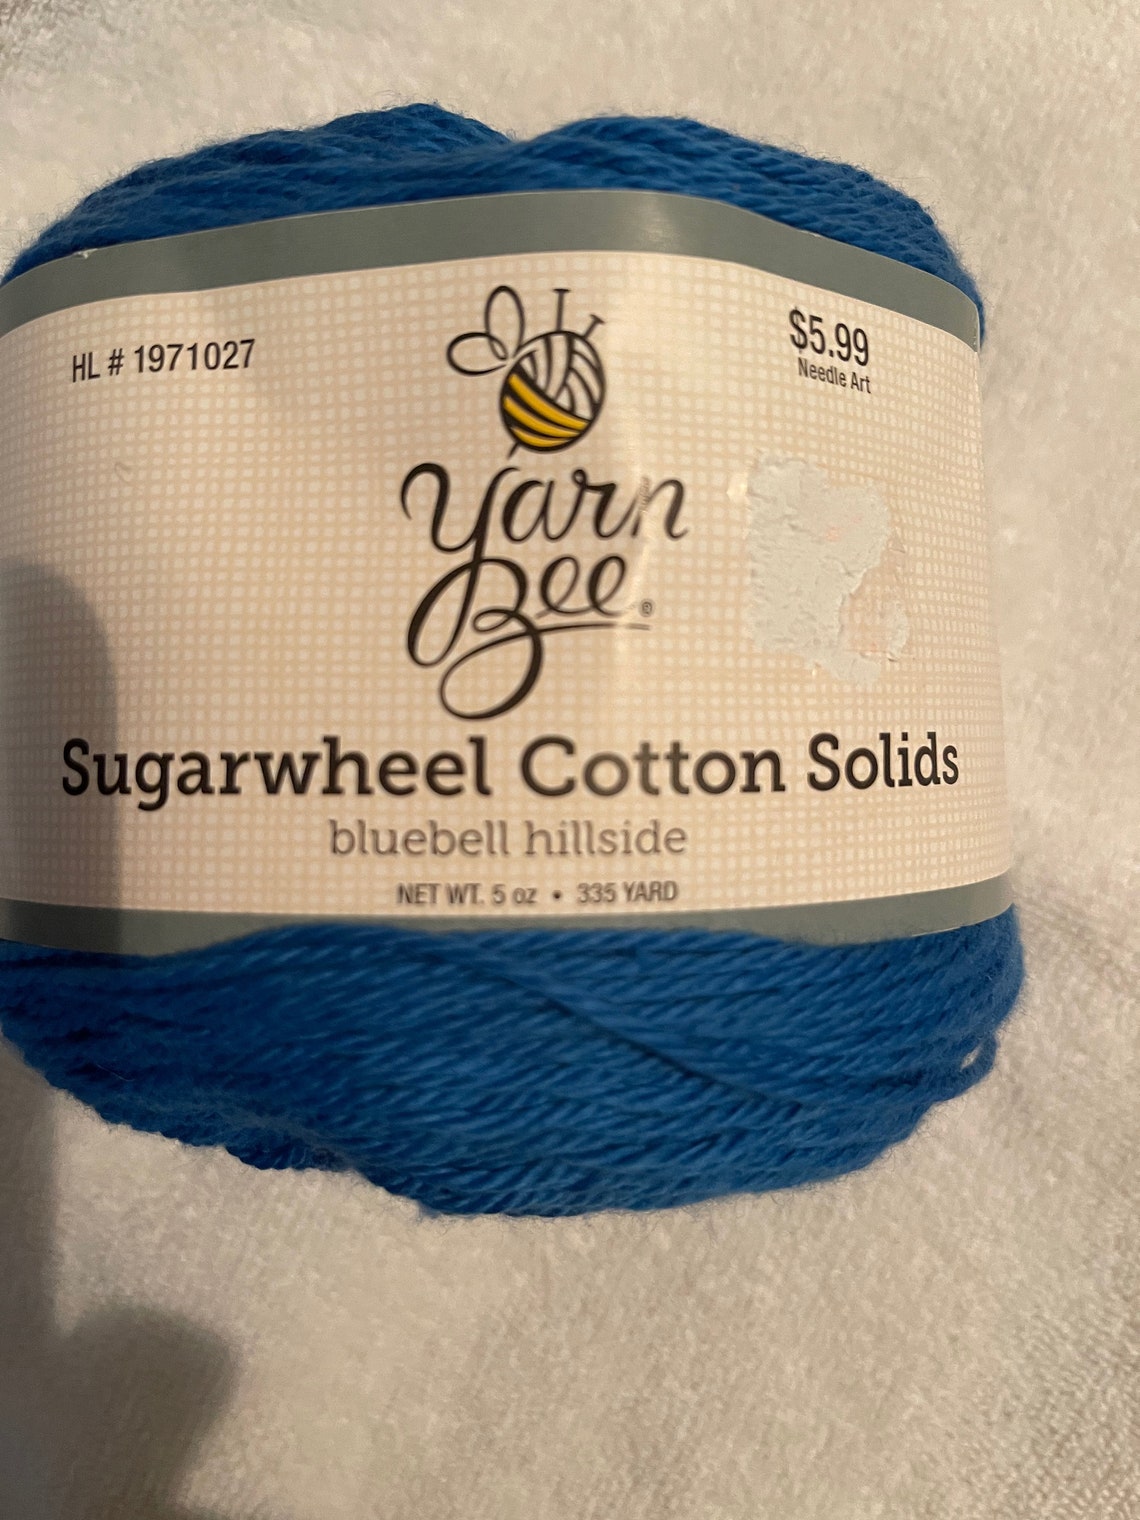 HL # 1971027
$5.99
Needle Art
Yarn
Bee®
Sugarwheel Cotton Solids
bluebell hillside
NET WT. 5 oz • 335 YARD